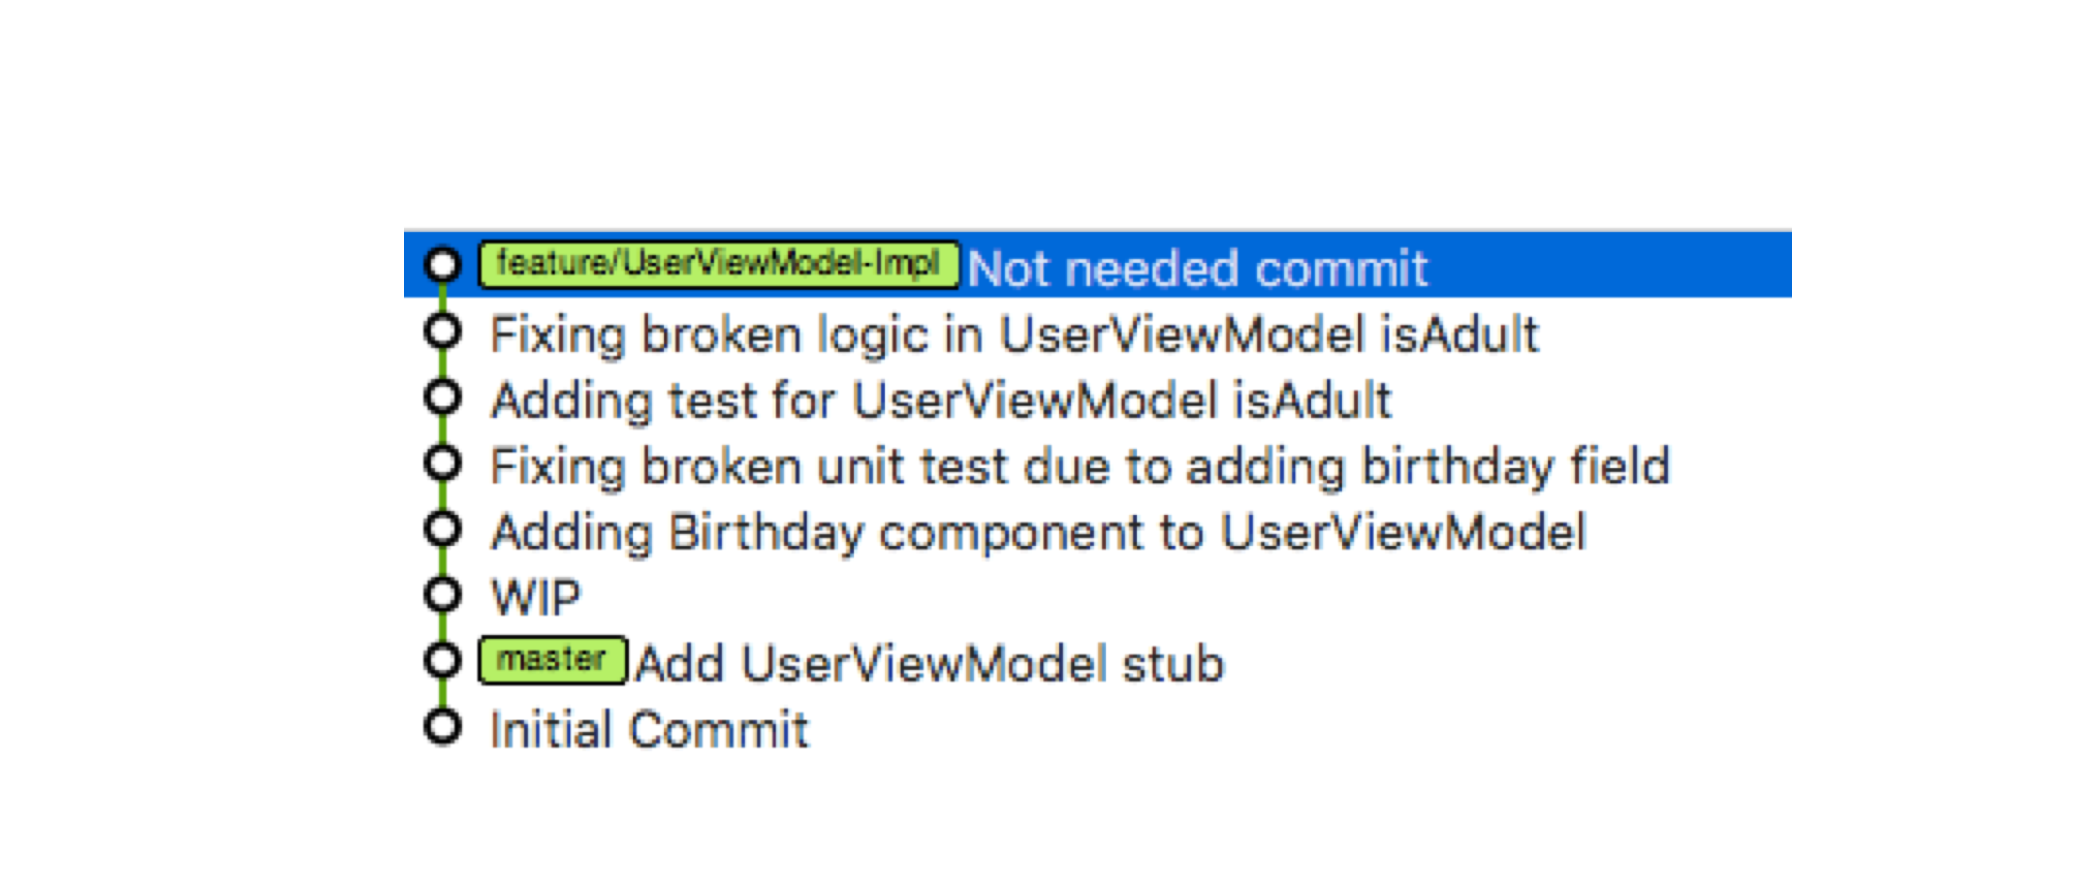 feature/UserViewModel-Impl Not needed commit
Fixing broken logic in UserViewModel isAdult
Adding test for UserViewModel isAdult
Fixing broken unit test due to adding birthday field
Adding Birthday component to UserViewModel
WIP
master Add UserViewModel stub
Initial Commit